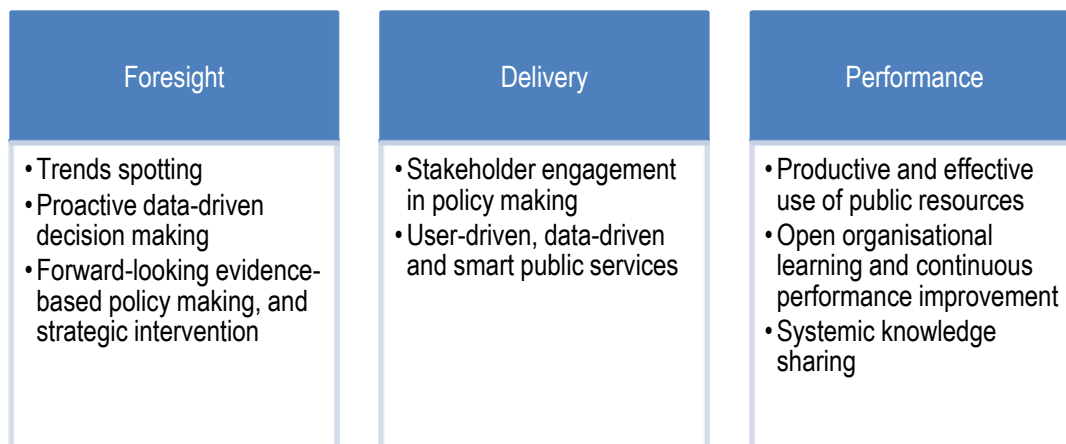 Foresight
• Trends spotting
• Proactive data-driven
decision making
• Forward-looking evidence-
based policy making, and
strategic intervention
Delivery
• Stakeholder engagement
in policy making
• User-driven, data-driven
and smart public services
Performance
• Productive and effective
use of public resources
• Open organisational
learning and continuous
performance improvement
• Systemic knowledge
sharing